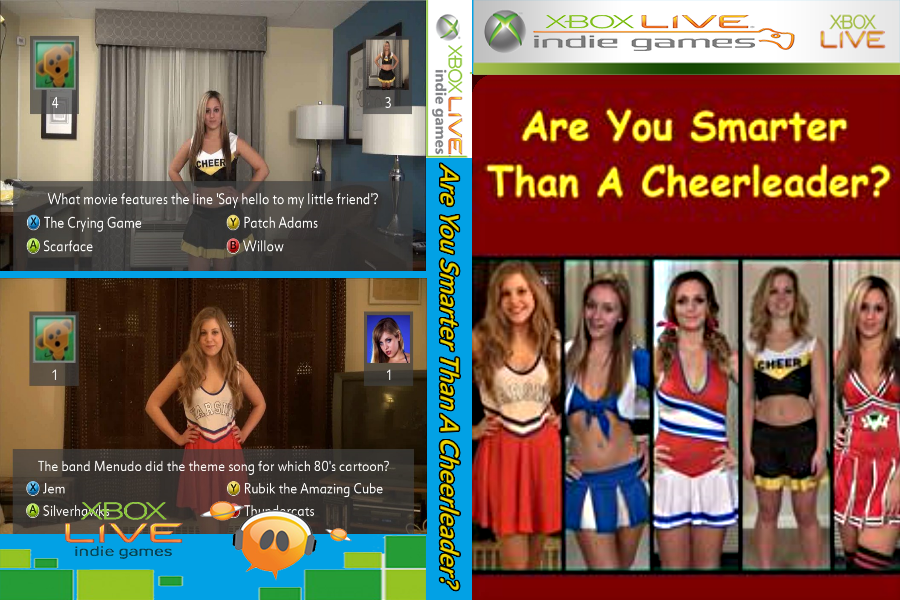 4
3
CHEER
What movie features the line 'Say hello to my little friend'?
X The Crying Game
Y Patch Adams
A Scarface
B Willow
1
1
The band Menudo did the theme song for which 80's cartoon?
X Jem
Y Rubik the Amazing Cube
A Silverhawks
Thundercats
XBOX
LIVE
indie games
XBOX LIVE
indie games
Are You Smarter Than A Cheerleader?
XBOX LIVE
indie games
XBOX
LIVE
Are You Smarter
Than A Cheerleader?
CHEER